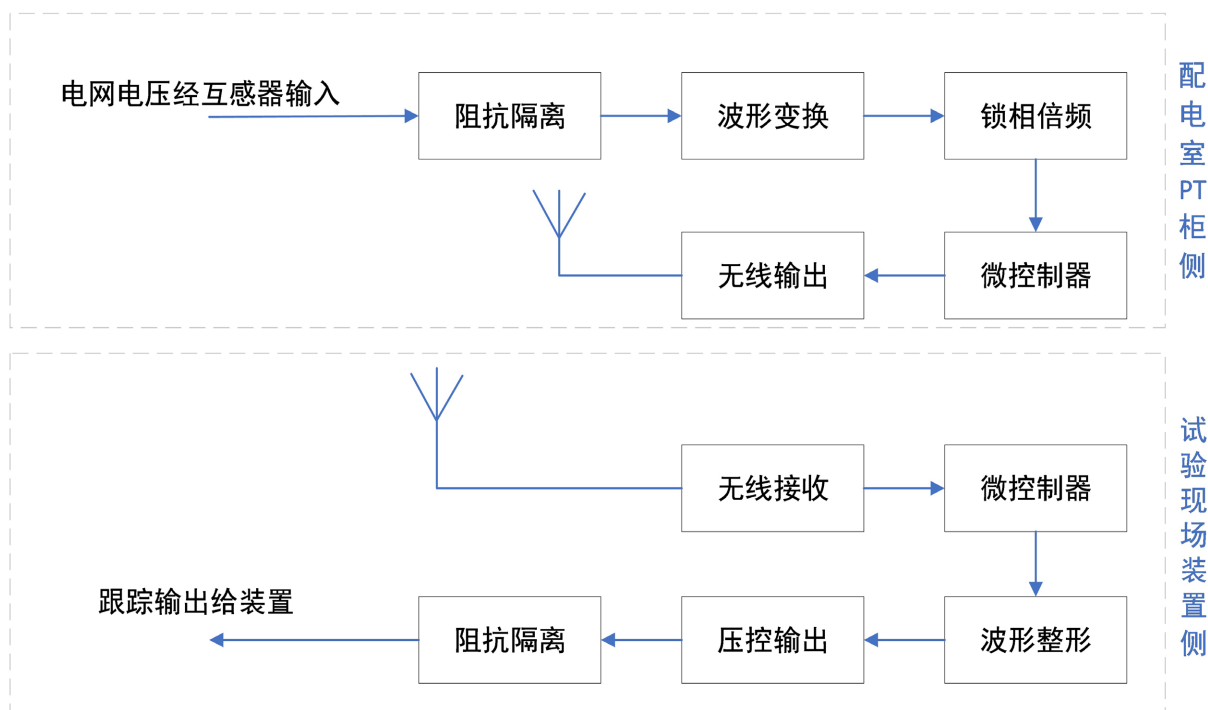 电网电压经互感器输入
阻抗隔离
波形变换
锁相倍频
无线输出
微控制器
配电室PT柜侧
无线接收
微控制器
跟踪输出给装置
阻抗隔离
压控输出
波形整形
试验现场装置侧